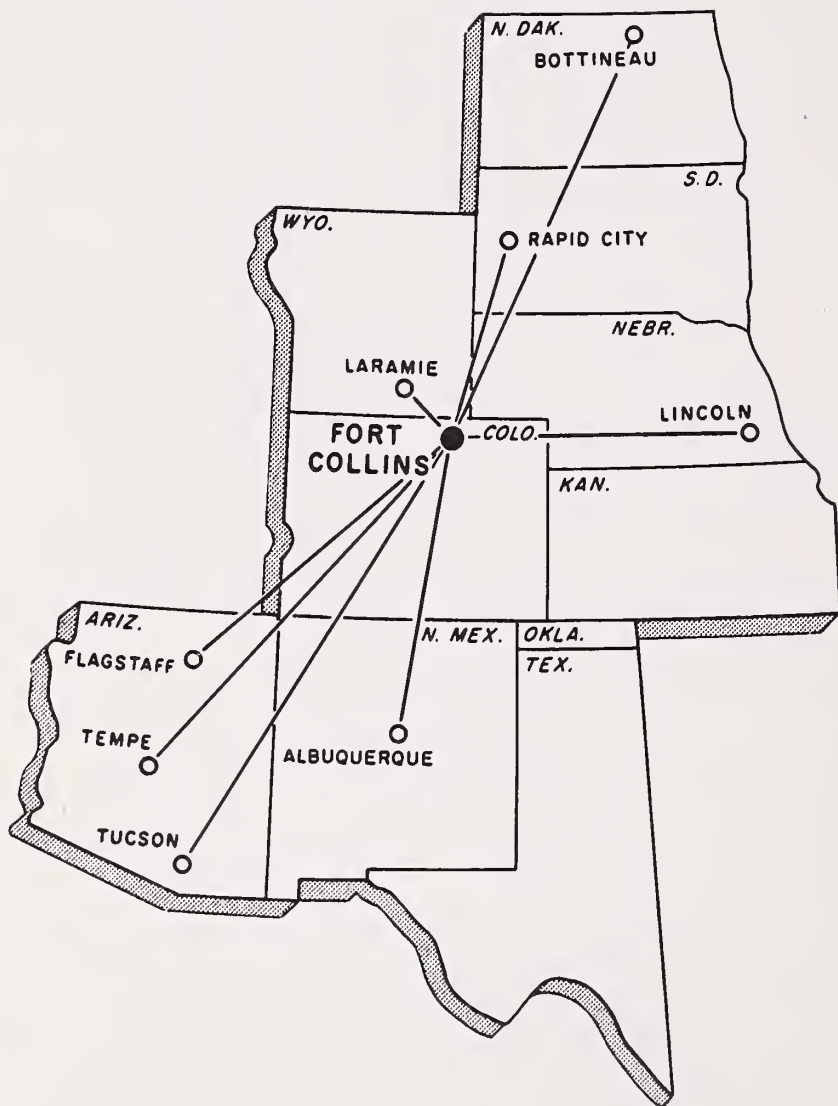 N. DAK.
BOTTINEAU
S.D.
WYO.
RAPID CITY
NEBR.
LARAMIE
LINCOLN
FORT
COLLINS
COLO.
KAN.
ARIZ.
N. MEX.
OKLA.
FLAGSTAFF
TEX.
TEMPE
ALBUQUERQUE
TUCSON